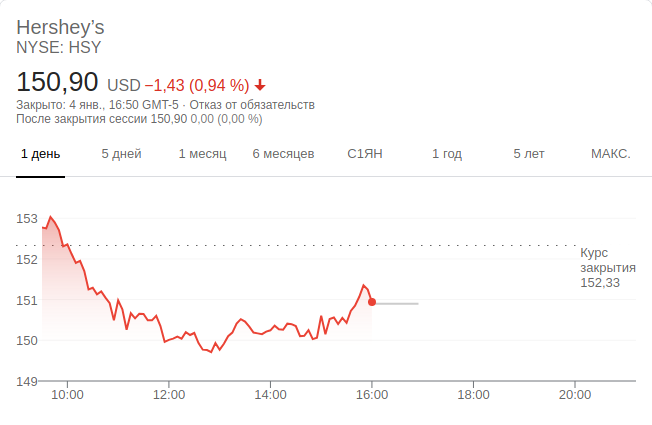 Hershey’s
NYSE: HSY
150,90 USD −1,43 (0,94 %)
Закрыто: 4 янв., 16:50 GMT-5 · Отказ от обязательств
После закрытия сессии 150,90 0,00 (0,00 %)
1 день 5 дней 1 месяц 6 месяцев С1ЯН 1 год 5 лет МАКС.
153
152
151
150
149
Курс
закрытия
152,33
10:00 12:00 14:00 16:00 18:00 20:00